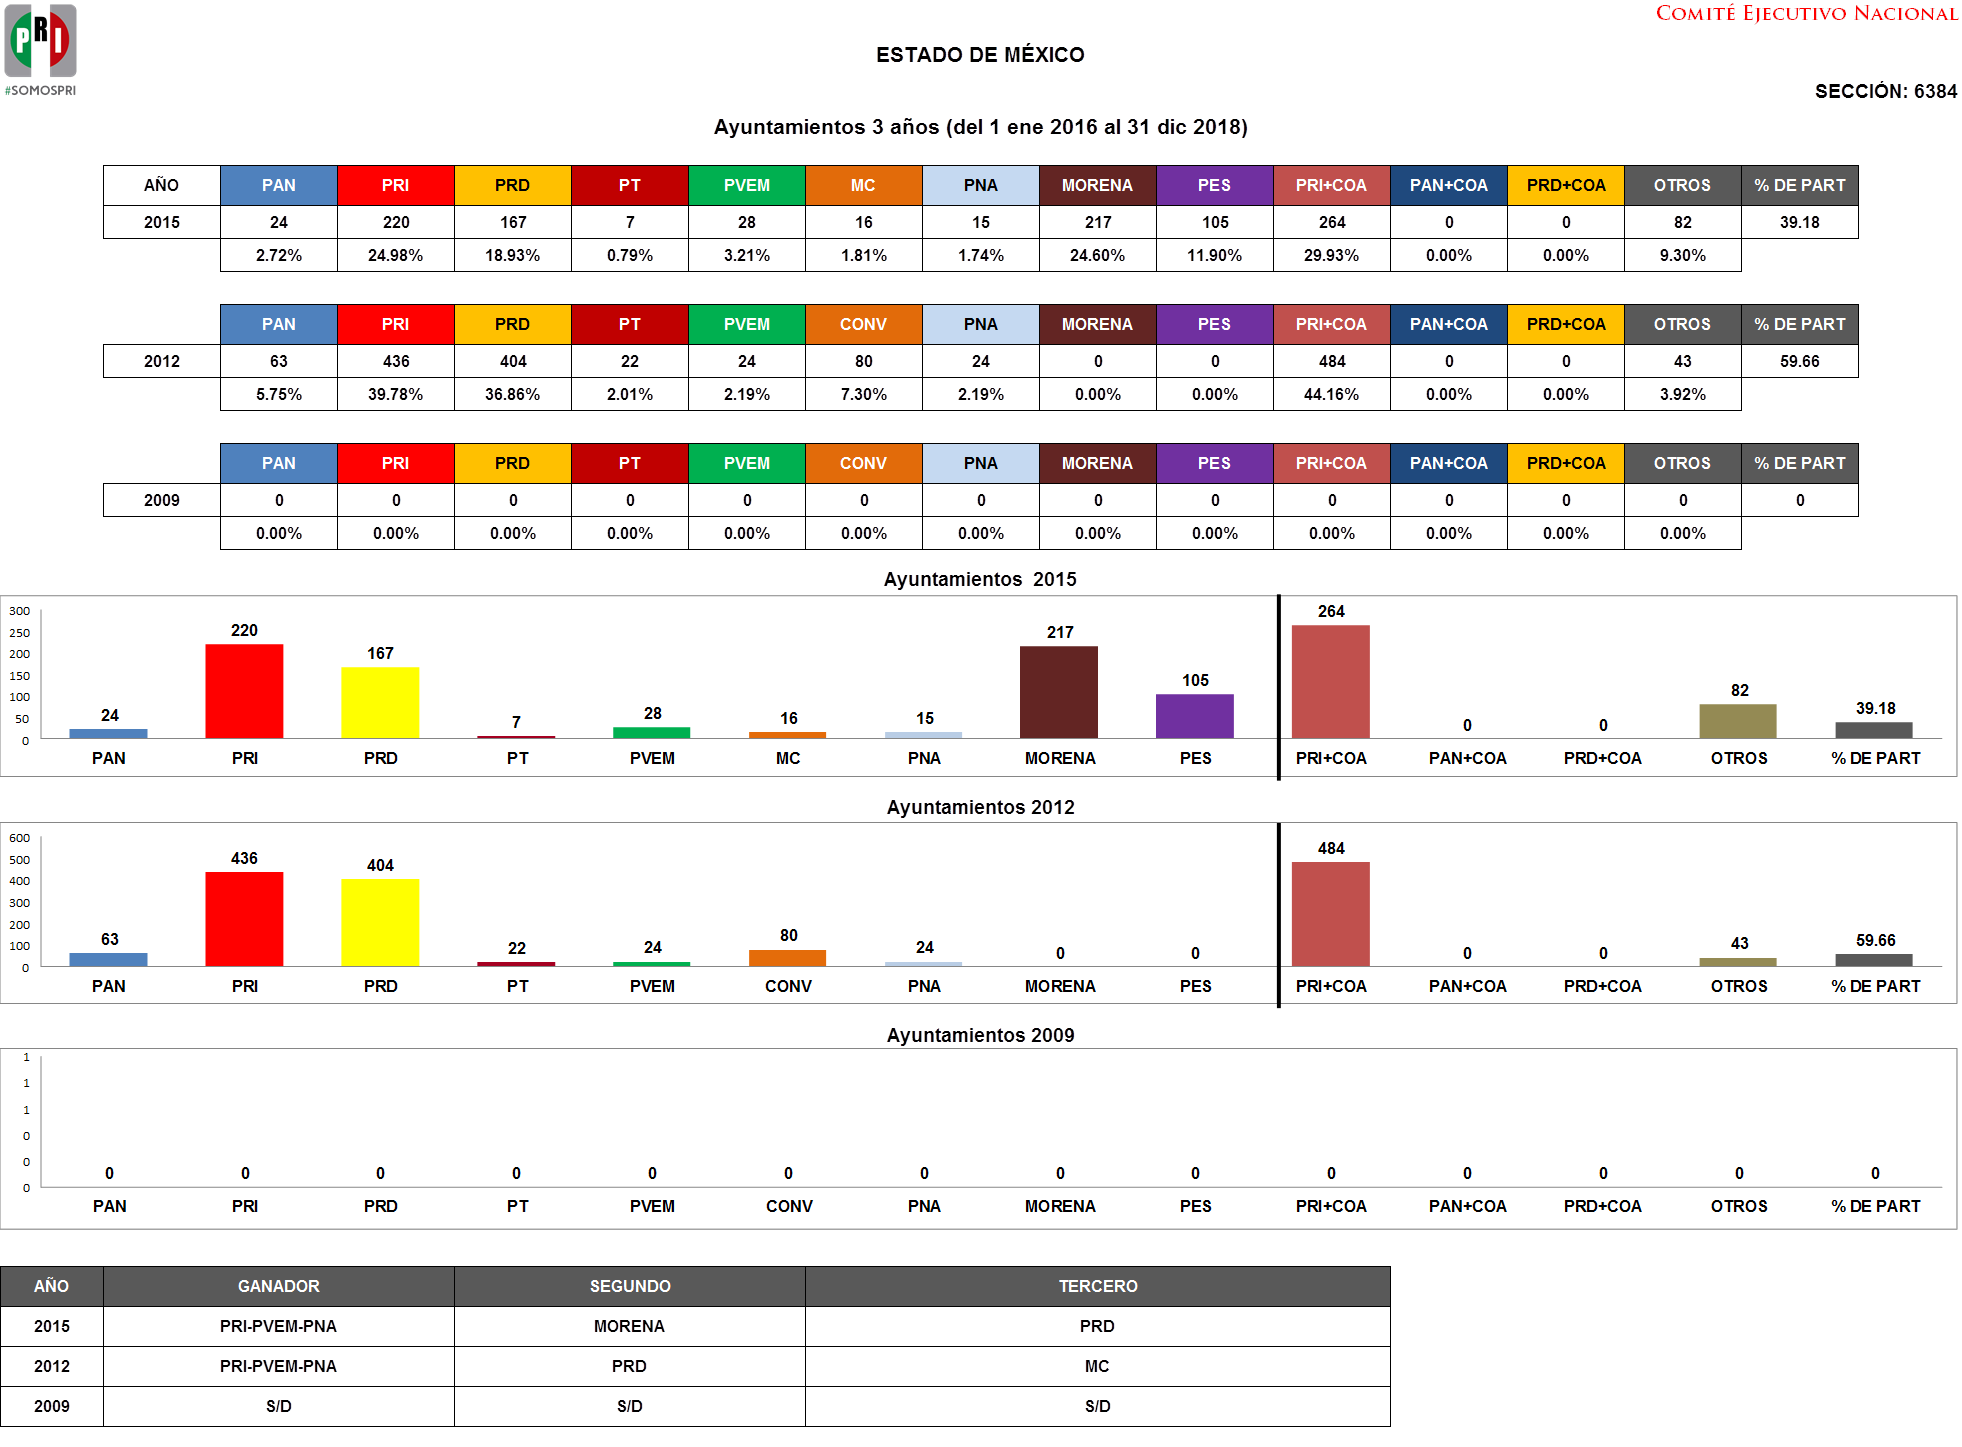 COMITÉ EJECUTIVO NACIONAL
PRI
#SOMOSPRI
ESTADO DE MÉXICO
SECCIÓN: 6384
Ayuntamientos 3 años (del 1 ene 2016 al 31 dic 2018)
AÑO PAN PRI PRD PT PVEM MC PNA MORENA PES PRI+COA PAN+COA PRD+COA OTROS % DE PART
2015 24 220 167 7 28 16 15 217 105 264 0 0 82 39.18
2.72% 24.98% 18.93% 0.79% 3.21% 1.81% 1.74% 24.60% 11.90% 29.93% 0.00% 0.00% 9.30%
PAN PRI PRD PT PVEM CONV PNA MORENA PES PRI+COA PAN+COA PRD+COA OTROS % DE PART
2012 63 436 404 22 24 80 24 0 0 484 0 0 43 59.66
5.75% 39.78% 36.86% 2.01% 2.19% 7.30% 2.19% 0.00% 0.00% 44.16% 0.00% 0.00% 3.92%
PAN PRI PRD PT PVEM CONV PNA MORENA PES PRI+COA PAN+COA PRD+COA OTROS % DE PART
2009 0 0 0 0 0 0 0 0 0 0 0 0 0 0
0.00% 0.00% 0.00% 0.00% 0.00% 0.00% 0.00% 0.00% 0.00% 0.00% 0.00% 0.00% 0.00%
Ayuntamientos 2015
300
250
200
150
100
50
0
24 220 167 7 28 16 15 217 105 264 0 0 82 39.18
PAN PRI PRD PT PVEM MC PNA MORENA PES PRI+COA PAN+COA PRD+COA OTROS % DE PART
Ayuntamientos 2012
600
500
400
300
200
100
0
63 436 404 22 24 80 24 0 0 484 0 0 43 59.66
PAN PRI PRD PT PVEM CONV PNA MORENA PES PRI+COA PAN+COA PRD+COA OTROS % DE PART
Ayuntamientos 2009
1
1
1
0
0
0
0 0 0 0 0 0 0 0 0 0 0 0 0 0
PAN PRI PRD PT PVEM CONV PNA MORENA PES PRI+COA PAN+COA PRD+COA OTROS % DE PART
AÑO GANADOR SEGUNDO TERCERO
2015 PRI-PVEM-PNA MORENA PRD
2012 PRI-PVEM-PNA PRD MC
2009 S/D S/D S/D